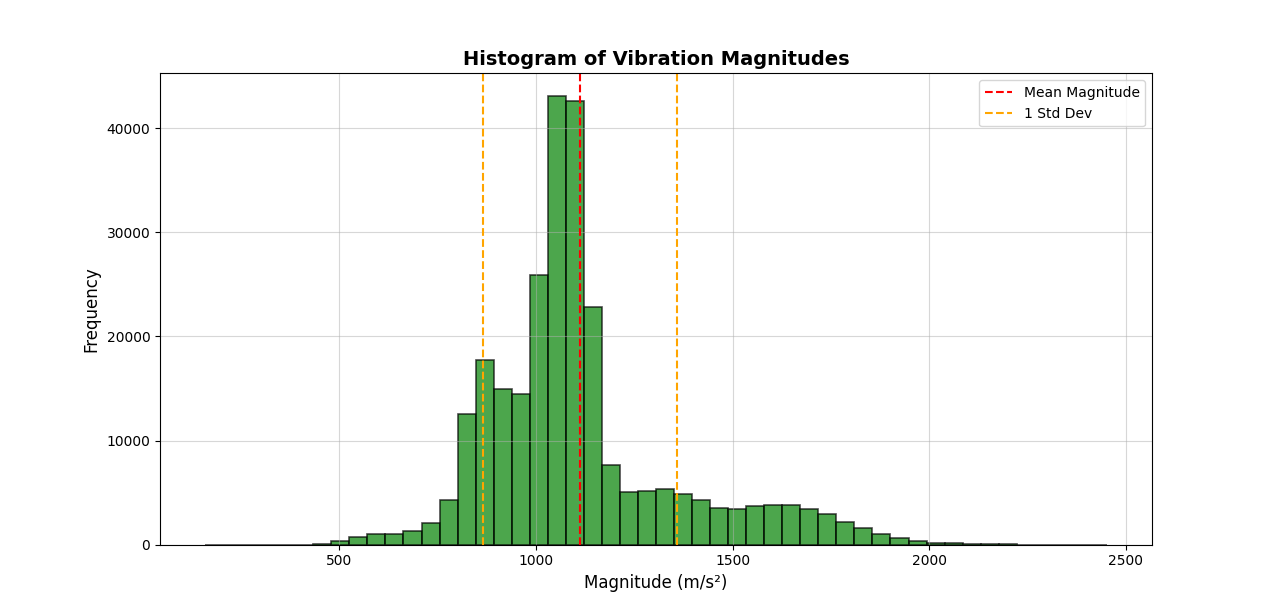 Histogram of Vibration Magnitudes
Mean Magnitude
1 Std Dev
40000
30000
20000
10000
0
Frequency
500
1000
1500
2000
2500
Magnitude (m/s²)